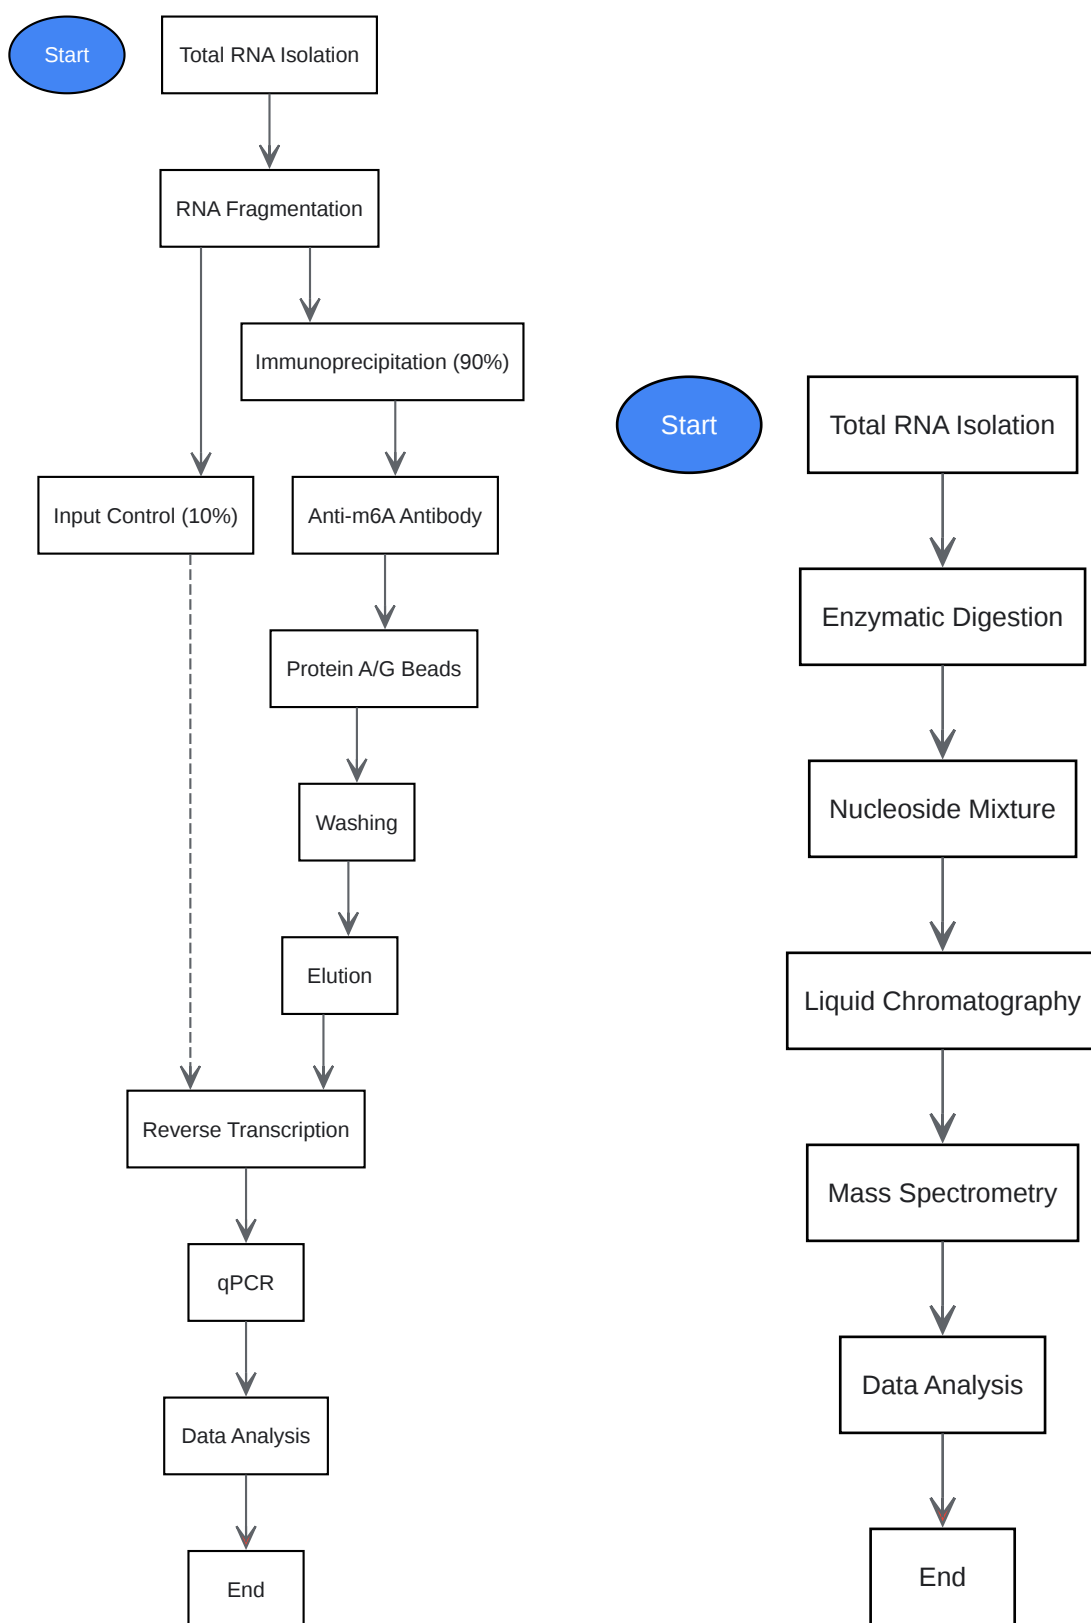 Start
Total RNA Isolation
RNA Fragmentation
Immunoprecipitation (90%)
Input Control (10%)
Anti-m6A Antibody
Protein A/G Beads
Washing
Elution
Reverse Transcription
qPCR
Data Analysis
End
Start
Total RNA Isolation
Enzymatic Digestion
Nucleoside Mixture
Liquid Chromatography
Mass Spectrometry
Data Analysis
End